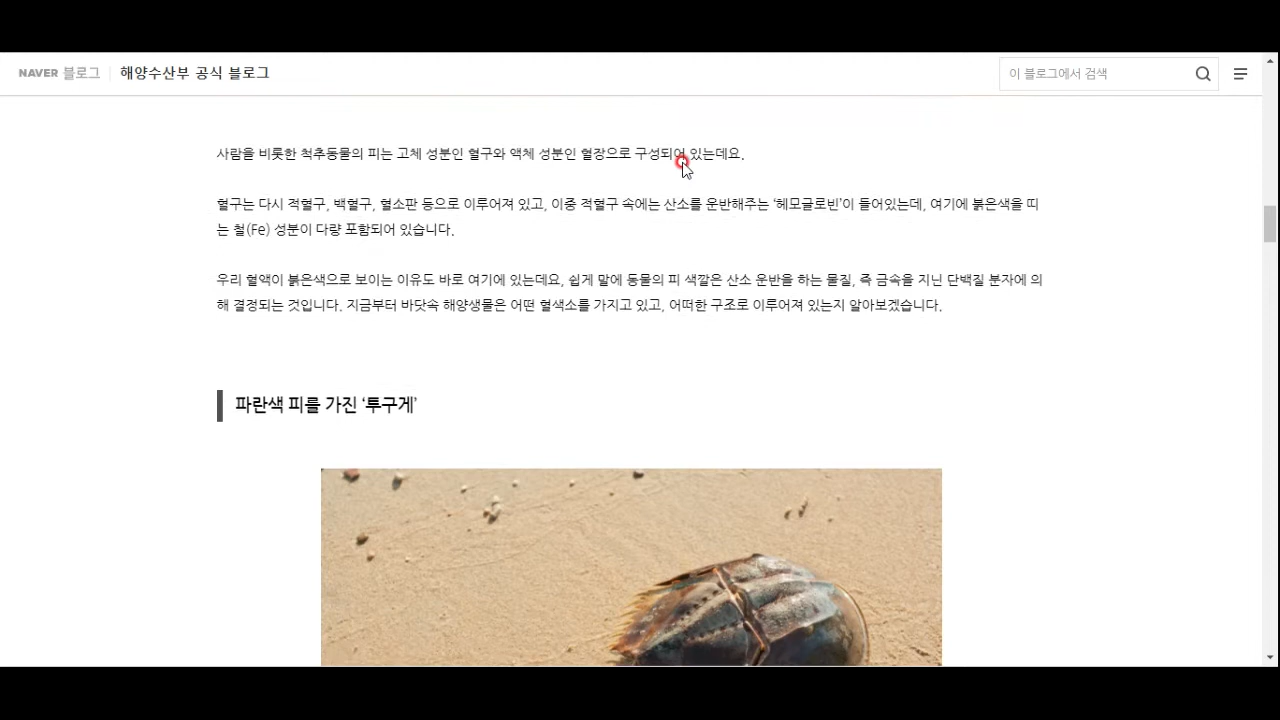 NAVER 블로그 해양수산부 공식 블로그 이 블로그에서 검색
사람을 비롯한 척추동물의 피는 고체 성분인 혈구와 액체 성분인 혈장으로 구성되어 있는데요.
혈구는 다시 적혈구, 백혈구, 혈소판 등으로 이루어져 있고, 이중 적혈구 속에는 산소를 운반해주는 ‘헤모글로빈’이 들어있는데, 여기에 붉은색을 띠
는 철(Fe) 성분이 다량 포함되어 있습니다.
우리 혈액이 붉은색으로 보이는 이유도 바로 여기에 있는데요, 쉽게 말에 동물의 피 색깔은 산소 운반을 하는 물질, 즉 금속을 지닌 단백질 분자에 의
해 결정되는 것입니다. 지금부터 바닷속 해양생물은 어떤 혈색소를 가지고 있고, 어떠한 구조로 이루어져 있는지 알아보겠습니다.
파란색 피를 가진 ‘투구게’